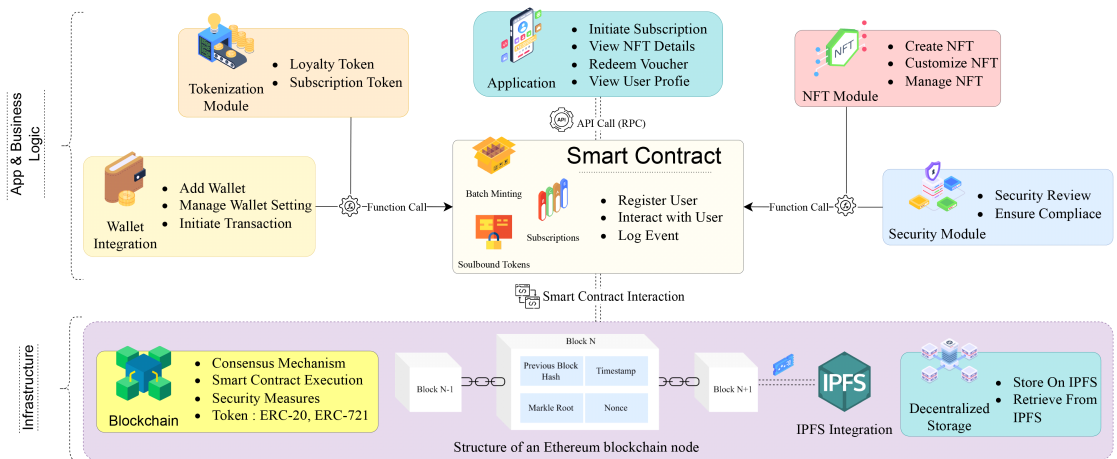 App & Business
Logic
Tokenization
Module
• Loyalty Token
• Subscription Token
Application
• Initiate Subscription
• View NFT Details
• Redeem Voucher
• View User Profie
NFT
NFT Module
• Create NFT
• Customize NFT
• Manage NFT
API
API Call (RPC)
Wallet
Integration
• Add Wallet
• Manage Wallet Setting
• Initiate Transaction
Function Call
Smart Contract
Batch Minting
Subscriptions
Soulbound Tokens
• Register User
• Interact with User
• Log Event
Function Call
Security Module
• Security Review
• Ensure Compliace
Smart Contract Interaction
Infrastructure
Blockchain
• Consensus Mechanism
• Smart Contract Execution
• Security Measures
• Token : ERC-20, ERC-721
Block N-1
Block N
Previous Block
Hash
Timestamp
Markle Root
Nonce
Block N+1
Structure of an Ethereum blockchain node
IPFS
IPFS Integration
Decentralized
Storage
• Store On IPFS
• Retrieve From
IPFS